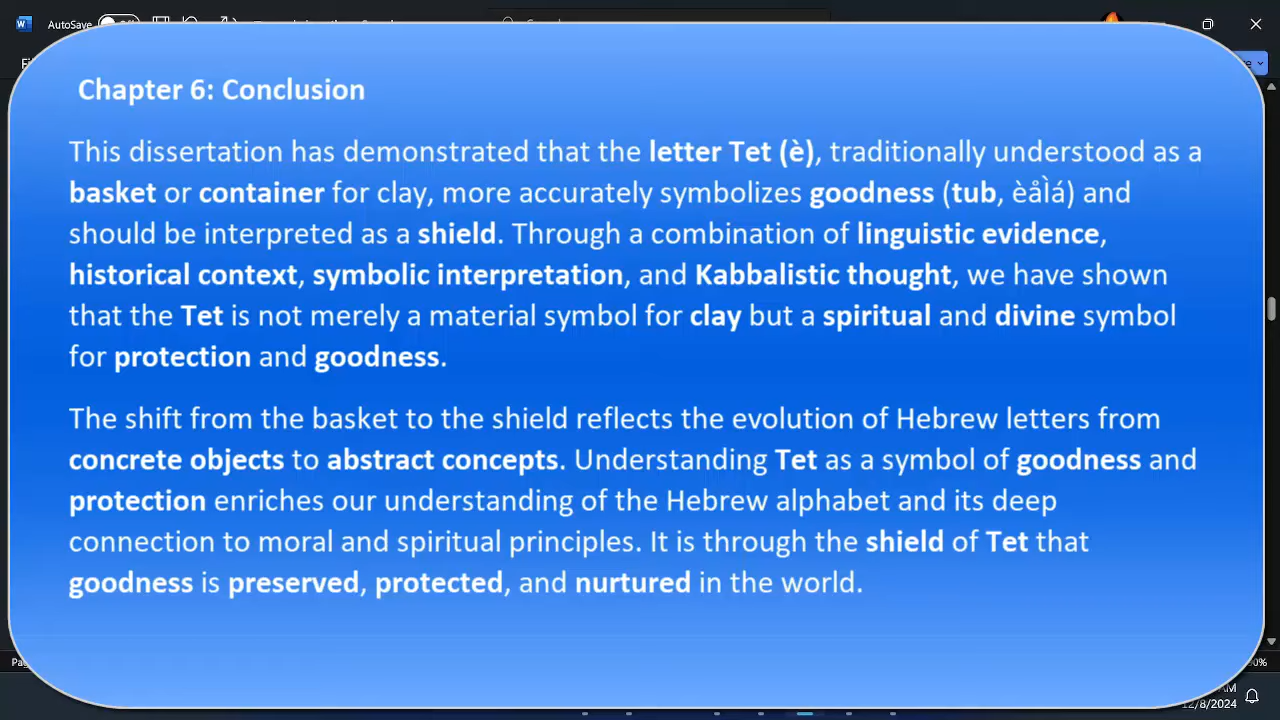 AutoSave
Chapter 6: Conclusion
This dissertation has demonstrated that the letter Tet (è), traditionally understood as a
basket or container for clay, more accurately symbolizes goodness (tub, èåÌá) and
should be interpreted as a shield. Through a combination of linguistic evidence,
historical context, symbolic interpretation, and Kabbalistic thought, we have shown
that the Tet is not merely a material symbol for clay but a spiritual and divine symbol
for protection and goodness.
The shift from the basket to the shield reflects the evolution of Hebrew letters from
concrete objects to abstract concepts. Understanding Tet as a symbol of goodness and
protection enriches our understanding of the Hebrew alphabet and its deep
connection to moral and spiritual principles. It is through the shield of Tet that
goodness is preserved, protected, and nurtured in the world.
12/8/2024